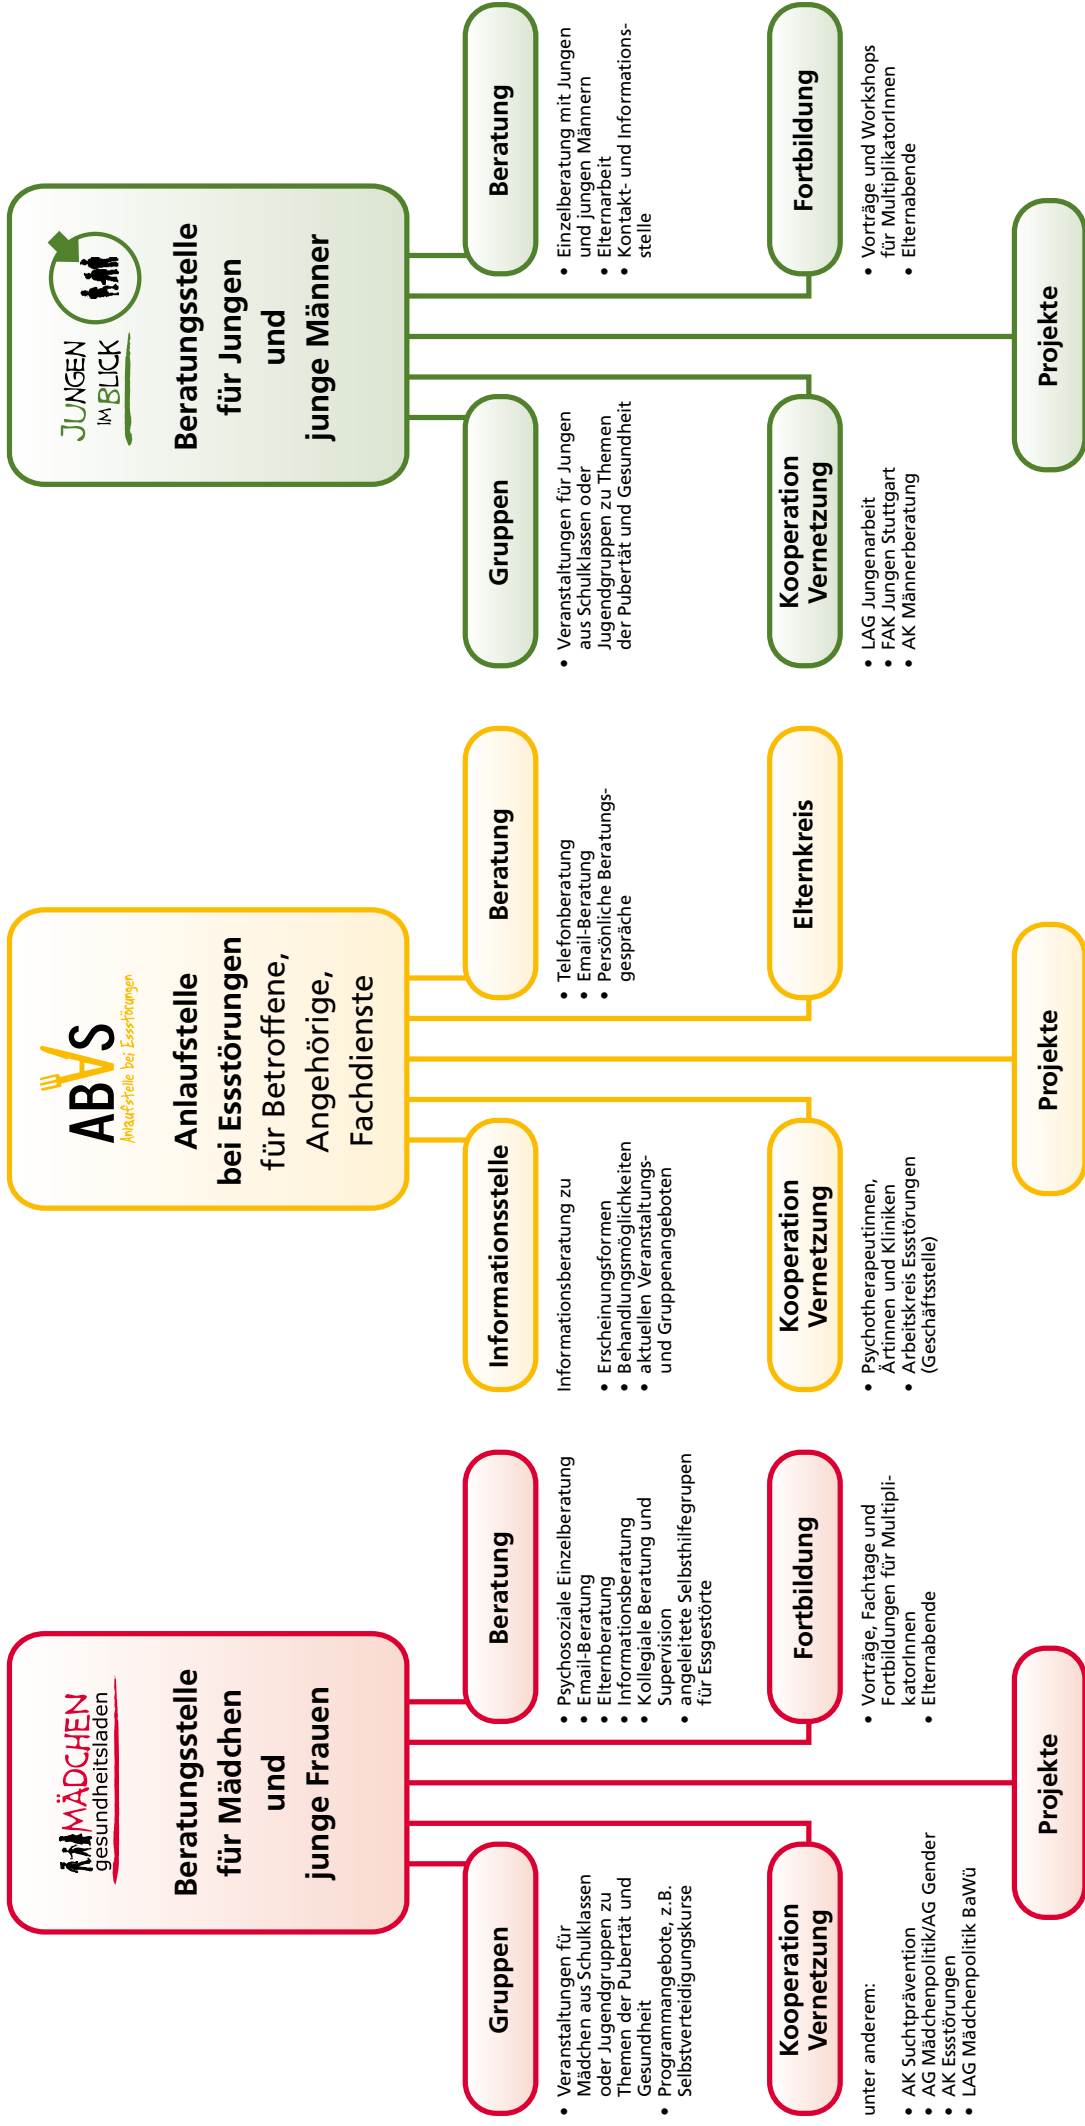 MÄDCHEN
gesundheitsladen
Beratungsstelle
für Mädchen
und
junge Frauen
Gruppen
• Veranstaltungen für
Mädchen aus Schulklassen
oder Jugendgruppen zu
Themen der Pubertät und
Gesundheit
• Programmangebote, z.B.
Selbstverteidigungskurse
Beratung
• Psychosoziale Einzelberatung
• Email-Beratung
• Elternberatung
• Informationsberatung
• Kollegiale Beratung und
Supervision
• angeleitete Selbsthilfegrupen
für Essgestörte
Kooperation
Vernetzung
unter anderem:
• AK Suchtprävention
• AG Mädchenpolitik/AG Gender
• AK Essstörungen
• LAG Mädchenpolitik BaWü
Fortbildung
• Vorträge, Fachtage und
Fortbildungen für Multipli-
katorInnen
• Elternabende
Projekte
ABAS
Anlaufstelle bei Essstörungen
Anlaufstelle
bei Essstörungen
für Betroffene,
Angehörige,
Fachdienste
Informationsstelle
Informationsberatung zu
• Erscheinungsformen
• Behandlungsmöglichkeiten
• aktuellen Veranstaltungs-
und Gruppenangeboten
Beratung
• Telefonberatung
• Email-Beratung
• Persönliche Beratungs-
gespräche
Kooperation
Vernetzung
• Psychotherapeutinnen,
Ärtinnen und Kliniken
• Arbeitskreis Essstörungen
(Geschäftsstelle)
Elternkreis
Projekte
JUNGEN
IM BLICK
Beratungsstelle
für Jungen
und
junge Männer
Gruppen
• Veranstaltungen für Jungen
aus Schulklassen oder
Jugendgruppen zu Themen
der Pubertät und Gesundheit
Beratung
• Einzelberatung mit Jungen
und jungen Männern
• Elternarbeit
• Kontakt- und Informations-
stelle
Kooperation
Vernetzung
• LAG Jungenarbeit
• FAK Jungen Stuttgart
• AK Männerberatung
Fortbildung
• Vorträge und Workshops
für MultiplikatorInnen
• Elternabende
Projekte